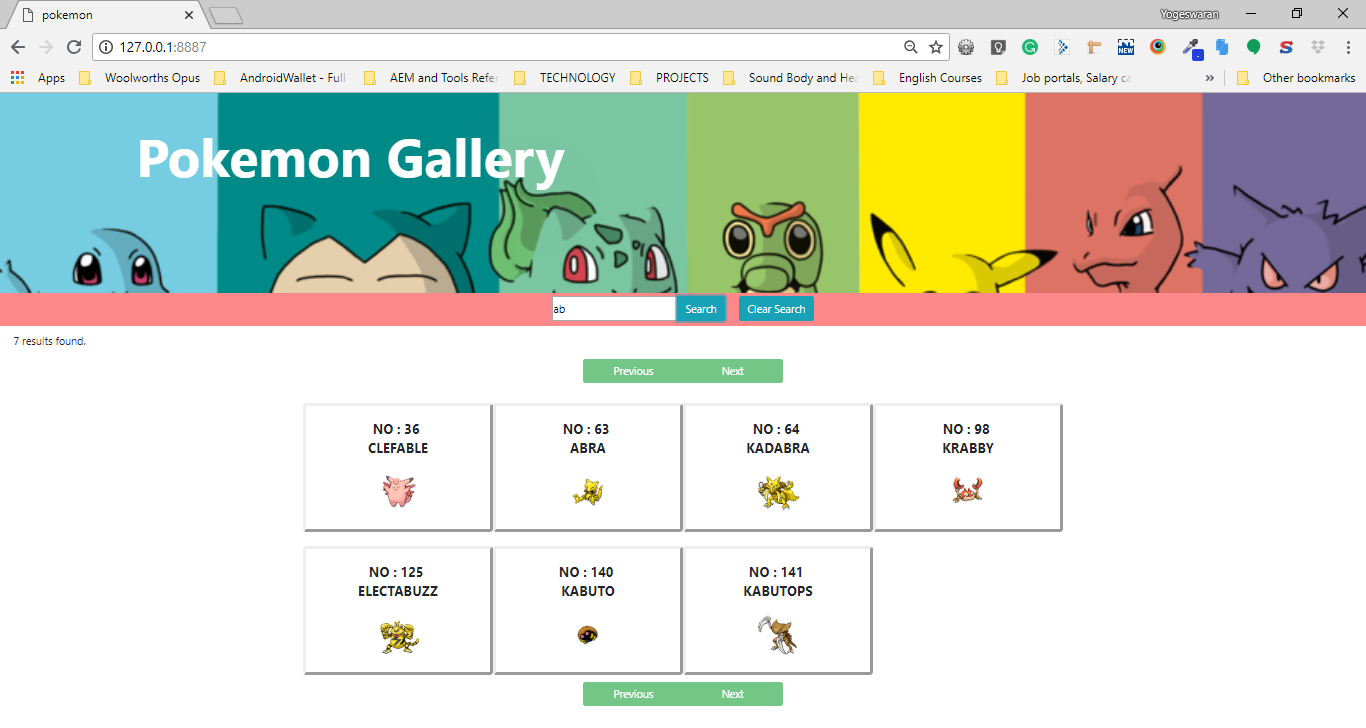 pokemon
Yogeswaran
127.0.0.1:8887
NEW
Apps Woolworths Opus AndroidWallet - Full AEM and Tools Refer TECHNOLOGY PROJECTS Sound Body and Hea English Courses Job portals, Salary ca » Other bookmarks
Pokemon Gallery
ab Search Clear Search
7 results found.
Previous Next
NO : 36 NO : 63 NO : 64 NO : 98
CLEFABLE ABRA KADABRA KRABBY
NO : 125 NO : 140 NO : 141
ELECTABUZZ KABUTO KABUTOPS
Previous Next